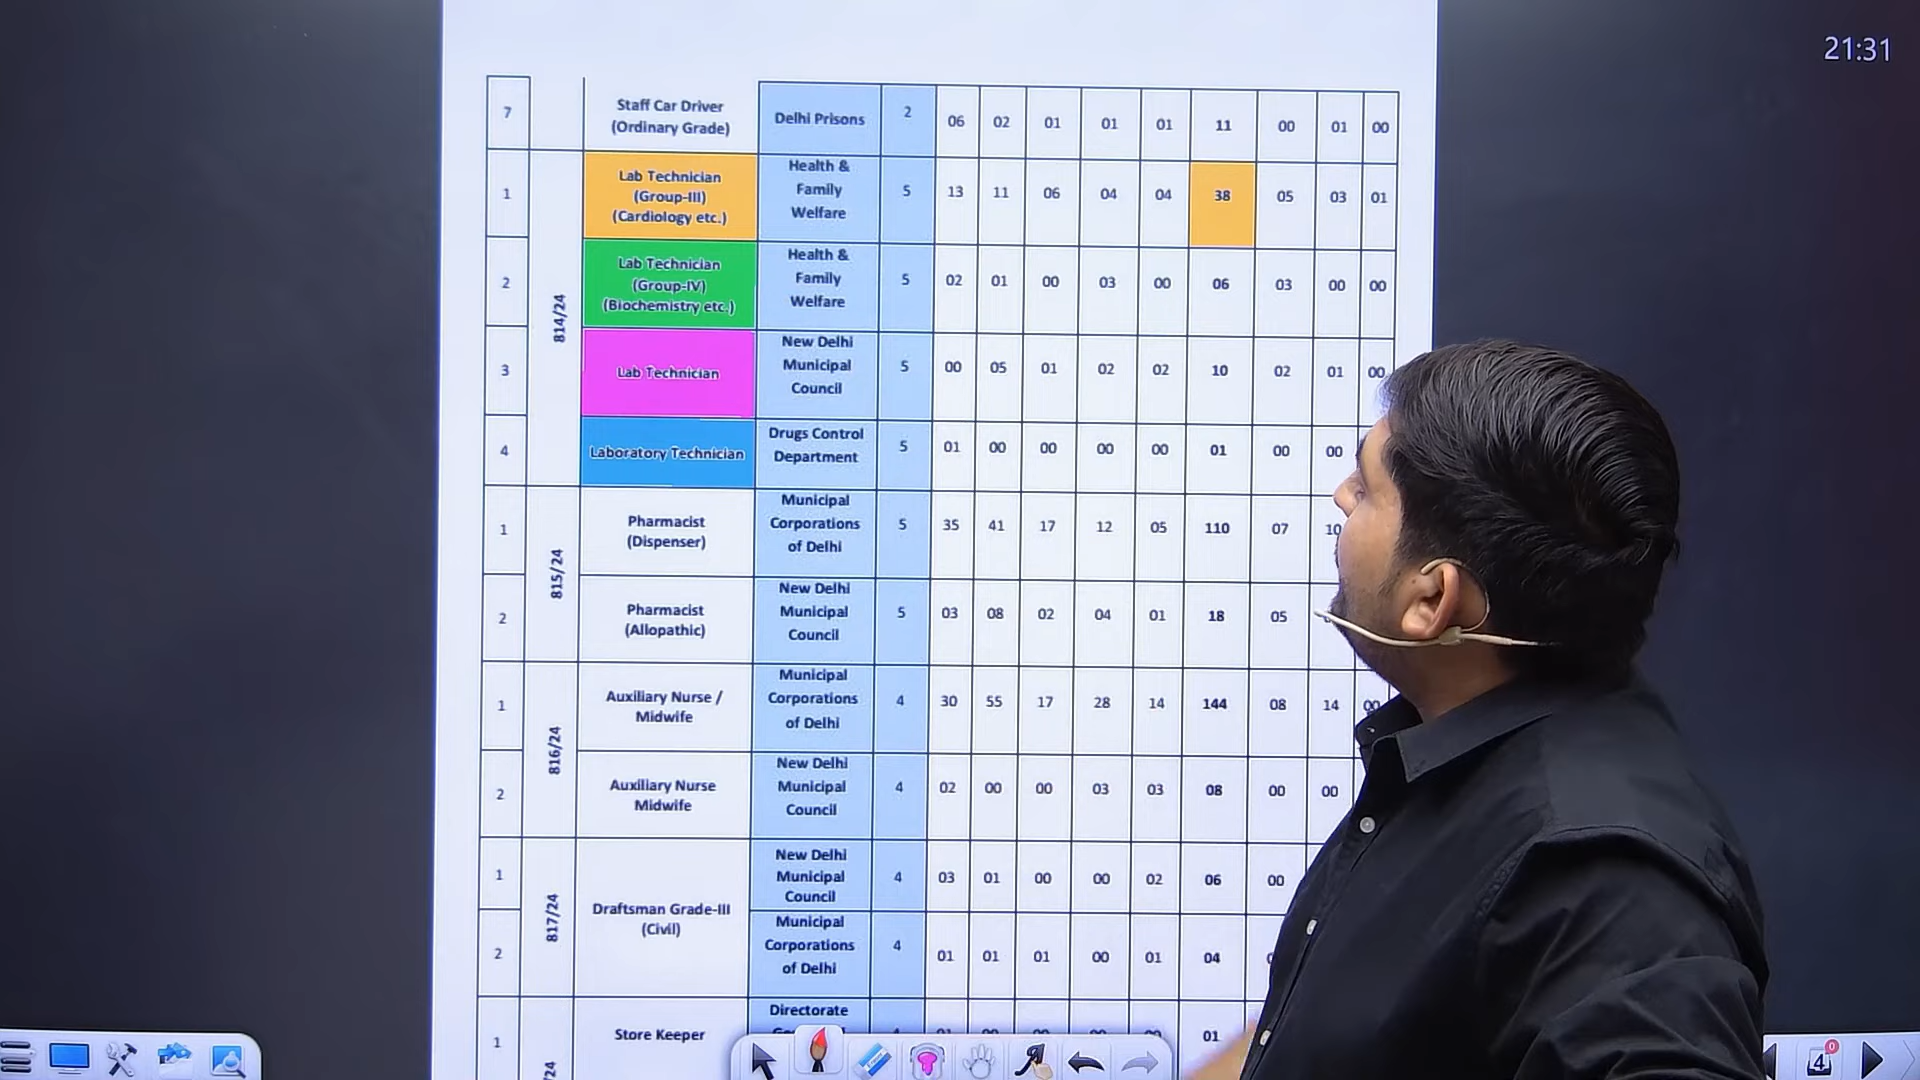 21:31
7 Staff Car Driver (Ordinary Grade) Delhi Prisons 2 06 02 01 01 01 11 00 01 00
814/24
1 Lab Technician (Group-III) (Cardiology etc.) Health & Family Welfare 5 13 11 06 04 04 38 05 03 01
2 Lab Technician (Group-IV) (Biochemistry etc.) Health & Family Welfare 5 02 01 00 03 00 06 03 00 00
3 Lab Technician New Delhi Municipal Council 5 00 05 01 02 02 10 02 01 00
4 Laboratory Technician Drugs Control Department 5 01 00 00 00 00 01 00 00
815/24
1 Pharmacist (Dispenser) Municipal Corporations of Delhi 5 35 41 17 12 05 110 07 10
2 Pharmacist (Allopathic) New Delhi Municipal Council 5 03 08 02 04 01 18 05
816/24
1 Auxiliary Nurse / Midwife Municipal Corporations of Delhi 4 30 55 17 28 14 144 08 14 00
2 Auxiliary Nurse Midwife New Delhi Municipal Council 4 02 00 00 03 03 08 00 00
817/24
Draftsman Grade-III (Civil)
1 New Delhi Municipal Council 4 03 01 00 00 02 06 00
2 Municipal Corporations of Delhi 4 01 01 01 00 01 04
1 Store Keeper Directorate 01
/24
4
0